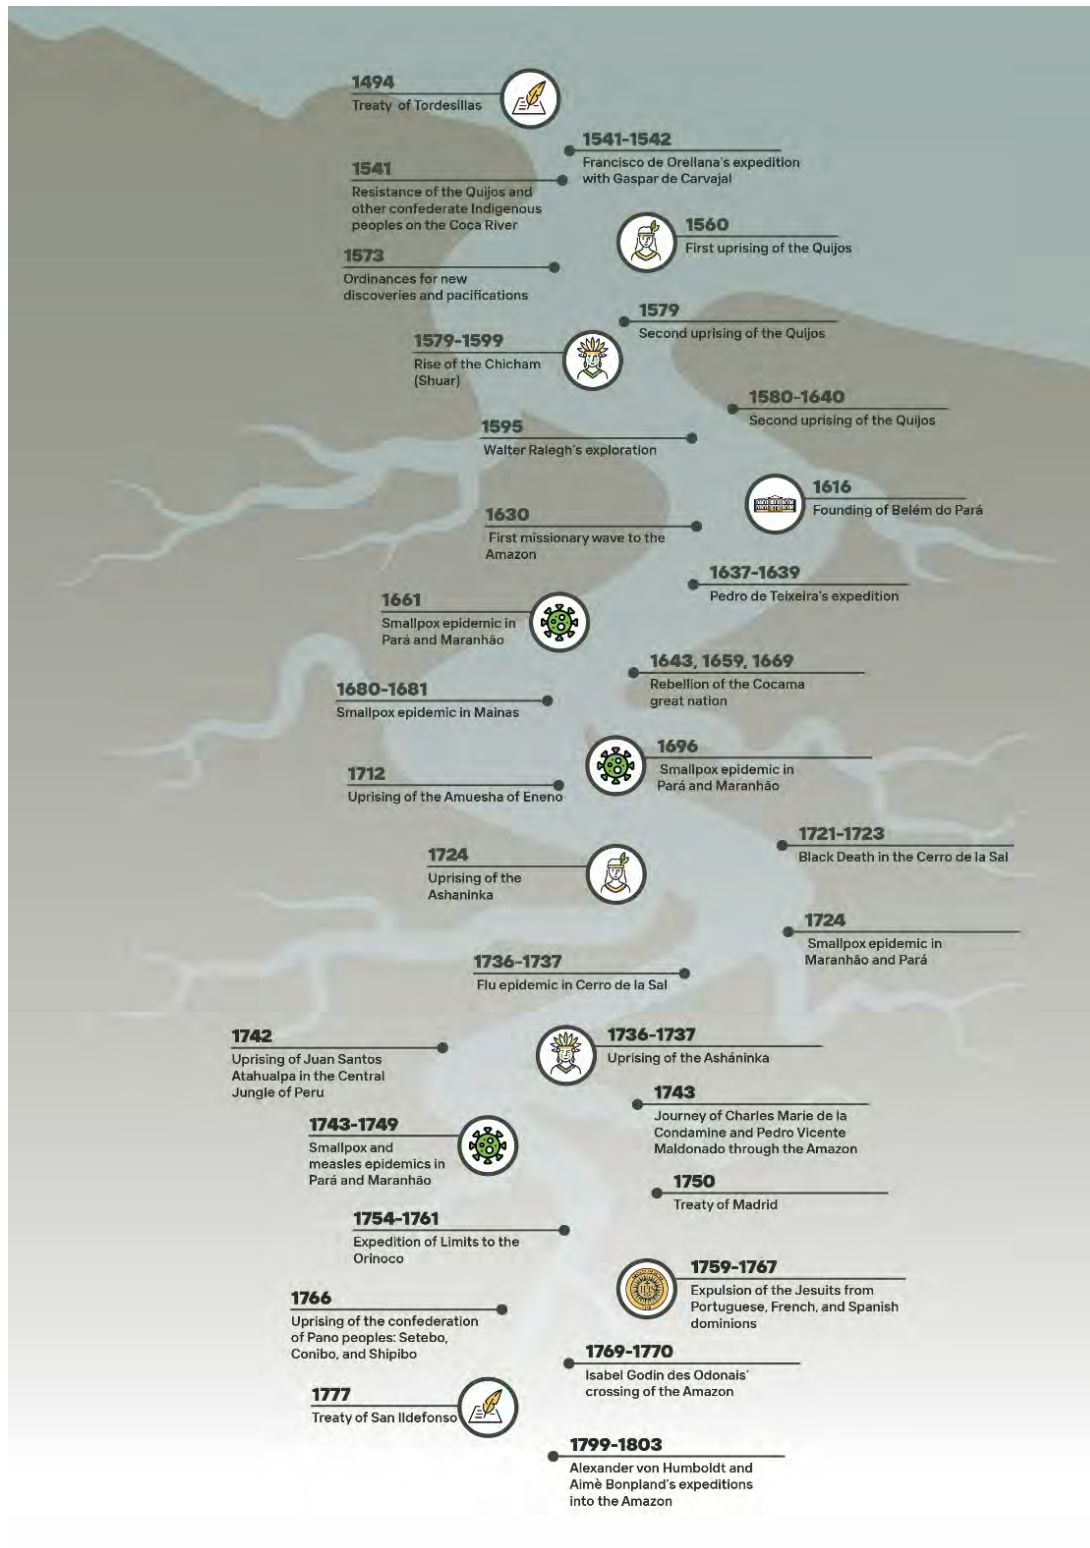 1494
Treaty of Tordesillas
1541-1542
Francisco de Orellana's expedition
with Gaspar de Carvajal
1541
Resistance of the Quijos and
other confederate Indigenous
peoples on the Coca River
1560
First uprising of the Quijos
1573
Ordinances for new
discoveries and pacifications
1579
Second uprising of the Quijos
1579-1599
Rise of the Chicham
(Shuar)
1580-1640
Second uprising of the Quijos
1595
Walter Ralegh's exploration
1616
Founding of Belém do Pará
1630
First missionary wave to the
Amazon
1637-1639
Pedro de Teixeira's expedition
1661
Smallpox epidemic in
Pará and Maranhão
1643, 1659, 1669
Rebellion of the Cocama
great nation
1680-1681
Smallpox epidemic in Mainas
1696
Smallpox epidemic in
Pará and Maranhão
1712
Uprising of the Amuesha of Eneno
1721-1723
Black Death in the Cerro de la Sal
1724
Uprising of the
Ashaninka
1724
Smallpox epidemic in
Maranhão and Pará
1736-1737
Flu epidemic in Cerro de la Sal
1736-1737
Uprising of the Asháninka
1742
Uprising of Juan Santos
Atahualpa in the Central
Jungle of Peru
1743
Journey of Charles Marie de la
Condamine and Pedro Vicente
Maldonado through the Amazon
1743-1749
Smallpox and
measles epidemics in
Pará and Maranhão
1750
Treaty of Madrid
1754-1761
Expedition of Limits to the
Orinoco
1759-1767
Expulsion of the Jesuits from
Portuguese, French, and Spanish
dominions
IHS
1766
Uprising of the confederation
of Pano peoples: Setebo,
Conibo, and Shipibo
1769-1770
Isabel Godin des Odonais'
crossing of the Amazon
1777
Treaty of San Ildefonso
1799-1803
Alexander von Humboldt and
Aimè Bonpland's expeditions
into the Amazon